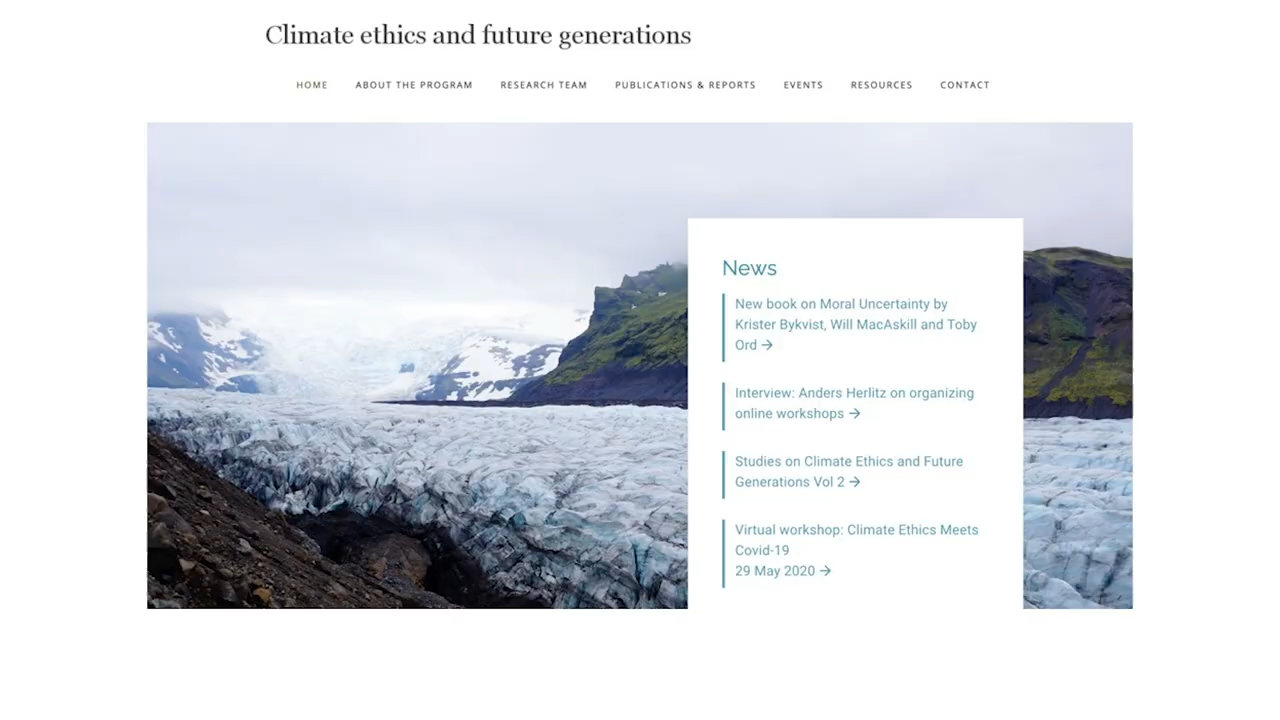 Climate ethics and future generations
HOME ABOUT THE PROGRAM RESEARCH TEAM PUBLICATIONS & REPORTS EVENTS RESOURCES CONTACT
News
New book on Moral Uncertainty by
Krister Bykvist, Will MacAskill and Toby
Ord →
Interview: Anders Herlitz on organizing
online workshops →
Studies on Climate Ethics and Future
Generations Vol 2 →
Virtual workshop: Climate Ethics Meets
Covid-19
29 May 2020 →